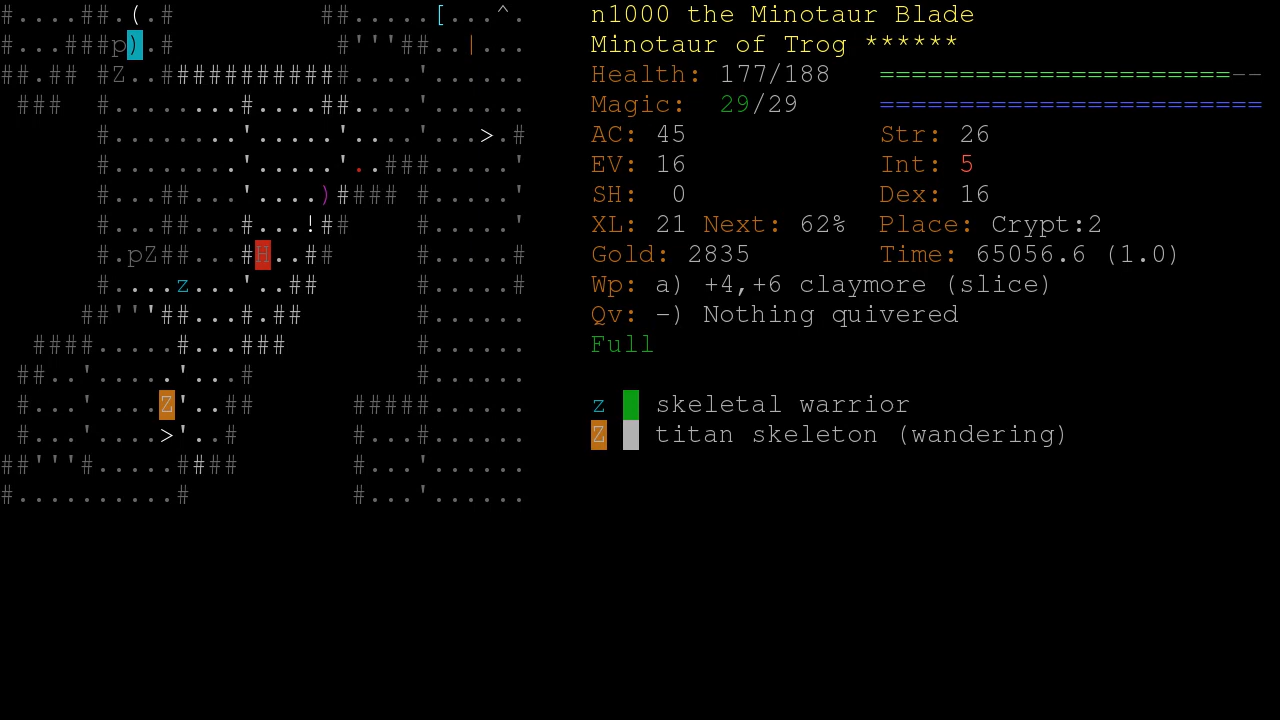 n1000 the Minotaur Blade
Minotaur of Trog ******
Health: 177/188 ======================--
Magic: 29/29 ========================
AC: 45 Str: 26
EV: 16 Int: 5
SH: 0 Dex: 16
XL: 21 Next: 62% Place: Crypt:2
Gold: 2835 Time: 65056.6 (1.0)
Wp: a) +4,+6 claymore (slice)
Qv: -) Nothing quivered
Full
z skeletal warrior
Z titan skeleton (wandering)